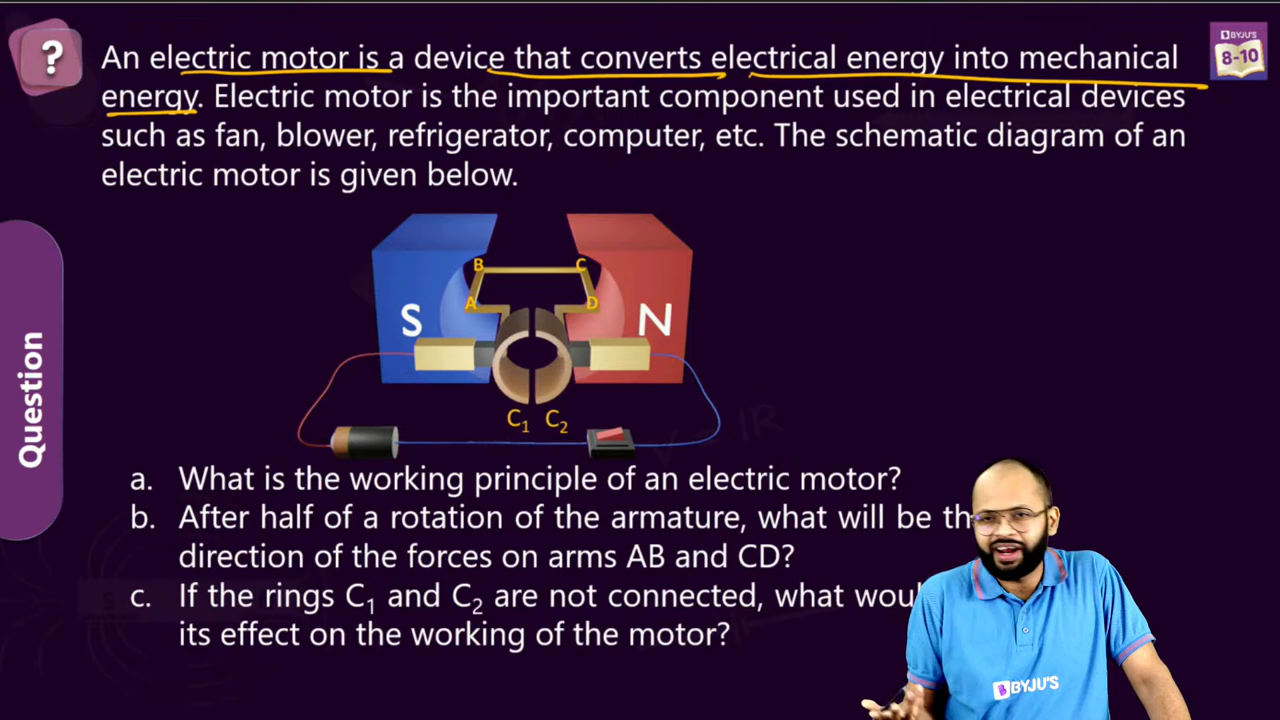 ?
An electric motor is a device that converts electrical energy into mechanical
energy. Electric motor is the important component used in electrical devices
such as fan, blower, refrigerator, computer, etc. The schematic diagram of an
electric motor is given below.
BYJU'S
8-10
Question
B C
A D
S N
C₁ C₂
a. What is the working principle of an electric motor?
b. After half of a rotation of the armature, what will be
direction of the forces on arms AB and CD?
c. If the rings C₁ and C₂ are not connected, what
its effect on the working of the motor?
BYJU'S